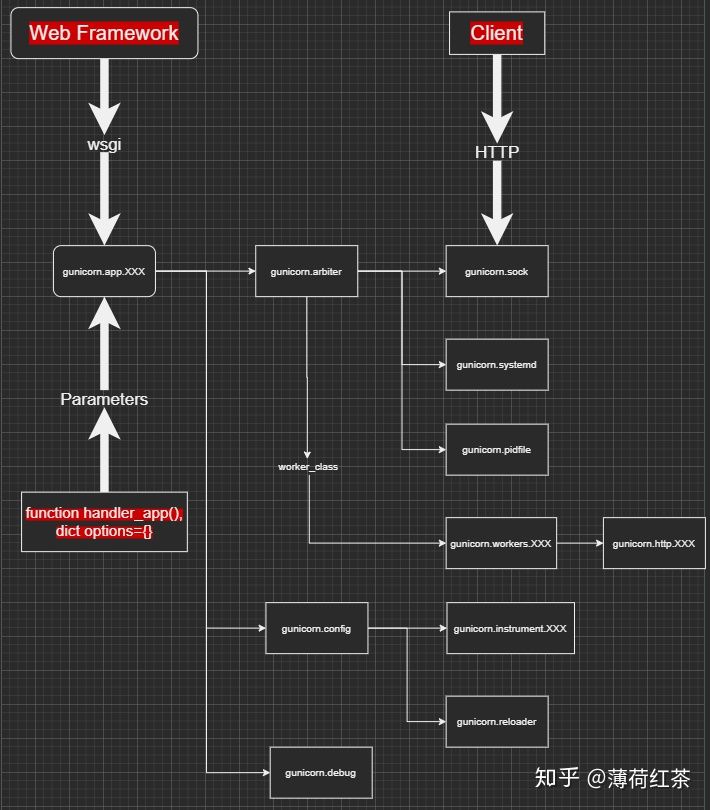 Web Framework
Client
wsgi
HTTP
gunicorn.app.XXX
gunicorn.arbiter
gunicorn.sock
gunicorn.systemd
Parameters
gunicorn.pidfile
worker_class
function handler_app(),
dict options={}
gunicorn.workers.XXX
gunicorn.http.XXX
gunicorn.config
gunicorn.instrument.XXX
gunicorn.reloader
gunicorn.debug
知乎 @薄荷红茶